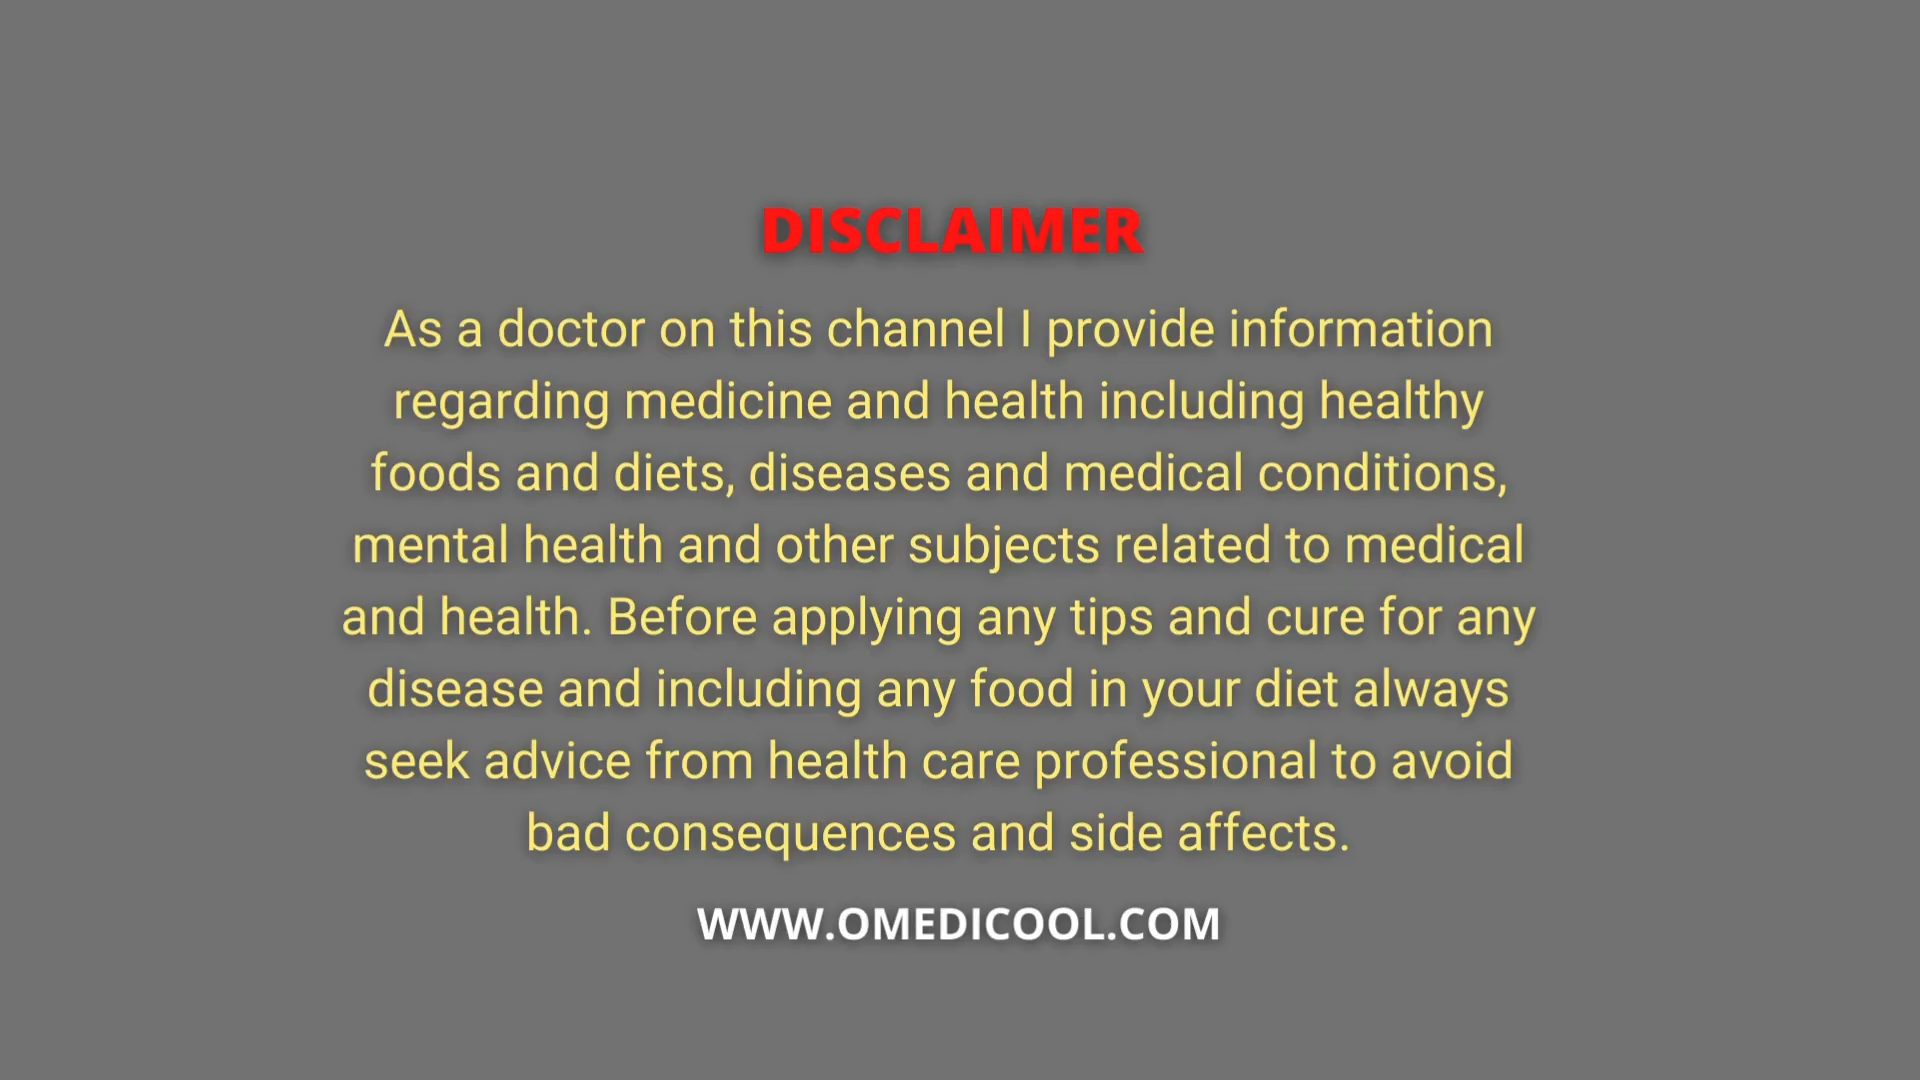 DISCLAIMER
As a doctor on this channel I provide information
regarding medicine and health including healthy
foods and diets, diseases and medical conditions,
mental health and other subjects related to medical
and health. Before applying any tips and cure for any
disease and including any food in your diet always
seek advice from health care professional to avoid
bad consequences and side affects.
WWW.OMEDICOOL.COM